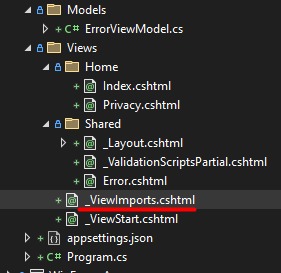 Models
C# ErrorViewModel.cs
Views
Home
Index.cshtml
Privacy.cshtml
Shared
_Layout.cshtml
_ValidationScriptsPartial.cshtml
Error.cshtml
_ViewImports.cshtml
_ViewStart.cshtml
appsettings.json
C# Program.cs